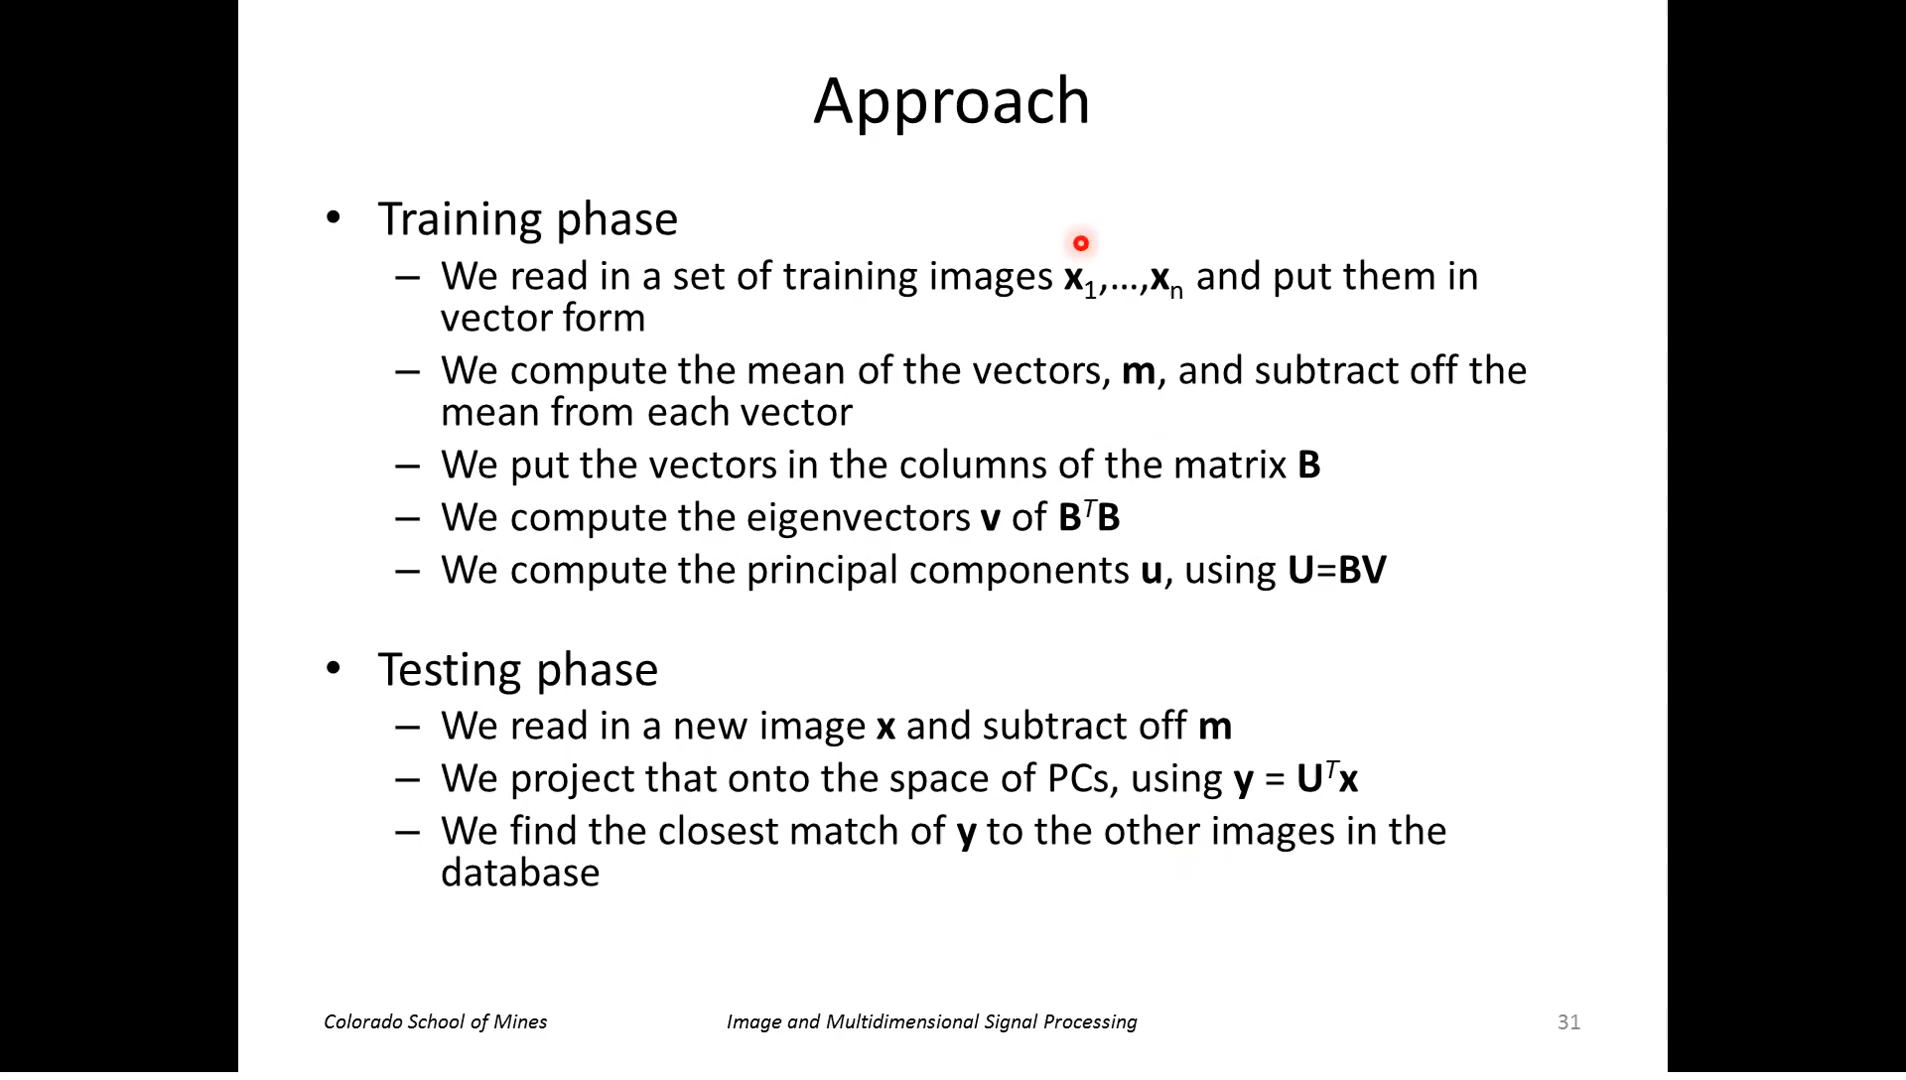 Approach
• Training phase
– We read in a set of training images x₁,…,xₙ and put them in
vector form
– We compute the mean of the vectors, m, and subtract off the
mean from each vector
– We put the vectors in the columns of the matrix B
– We compute the eigenvectors v of BᵀB
– We compute the principal components u, using U=BV
• Testing phase
– We read in a new image x and subtract off m
– We project that onto the space of PCs, using y = Uᵀx
– We find the closest match of y to the other images in the
database
Colorado School of Mines Image and Multidimensional Signal Processing 31